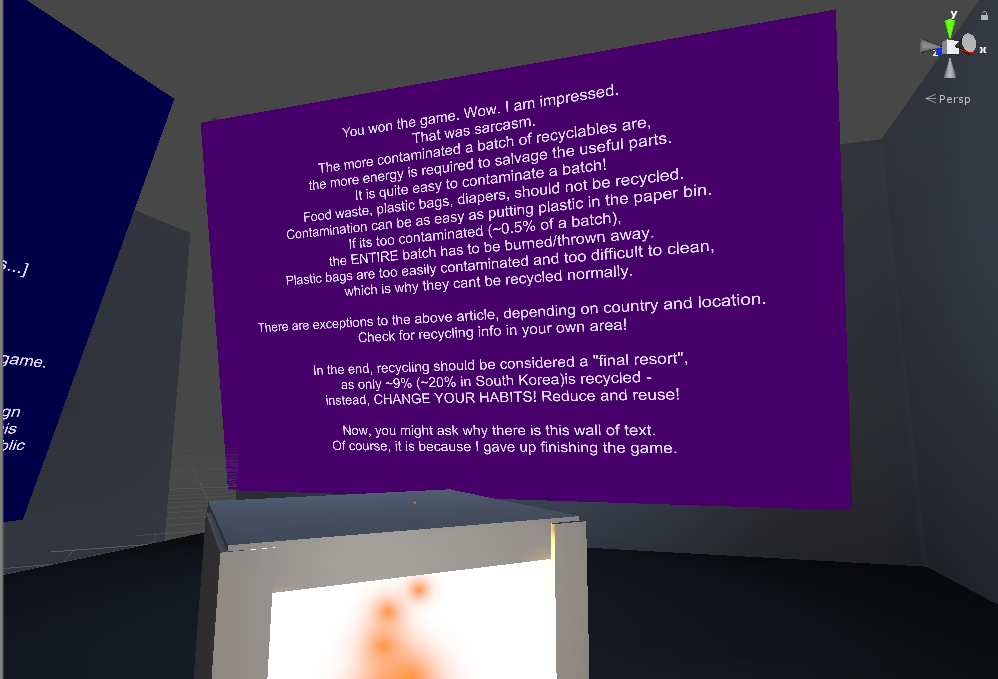 You won the game. Wow. I am impressed.
That was sarcasm.
The more contaminated a batch of recyclables are,
the more energy is required to salvage the useful parts.
It is quite easy to contaminate a batch!
Food waste, plastic bags, diapers, should not be recycled.
Contamination can be as easy as putting plastic in the paper bin.
If its too contaminated (~0.5% of a batch),
the ENTIRE batch has to be burned/thrown away.
Plastic bags are too easily contaminated and too difficult to clean,
which is why they cant be recycled normally.
There are exceptions to the above article, depending on country and location.
Check for recycling info in your own area!
In the end, recycling should be considered a "final resort",
as only ~9% (~20% in South Korea)is recycled -
instead, CHANGE YOUR HABITS! Reduce and reuse!
Now, you might ask why there is this wall of text.
Of course, it is because I gave up finishing the game.
s...]
game.
gn
is
blic
y
z
x
Persp